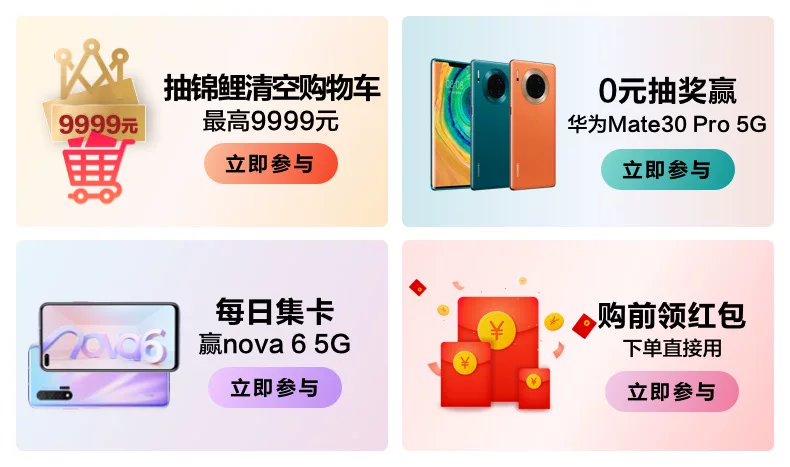 抽锦鲤清空购物车
最高9999元
立即参与
9999元
0元抽奖赢
华为Mate30 Pro 5G
立即参与
每日集卡
赢nova 6 5G
立即参与
nova6
购前领红包
下单直接用
立即参与
¥
¥
¥